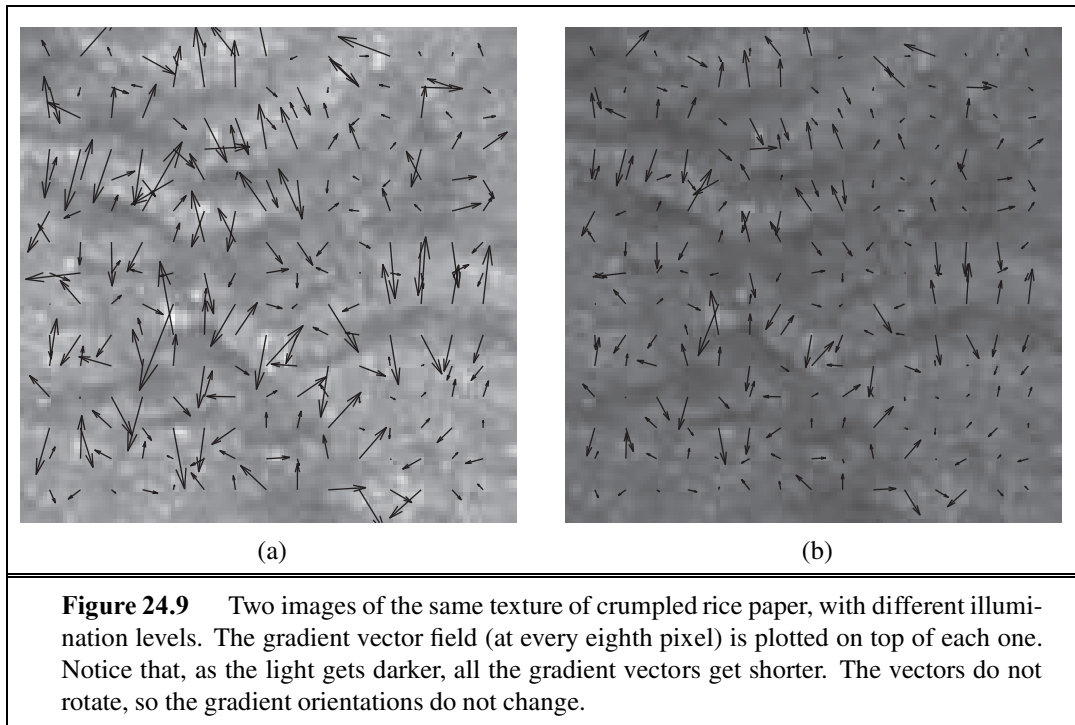 (a)
(b)
Figure 24.9 Two images of the same texture of crumpled rice paper, with different illumi-
nation levels. The gradient vector field (at every eighth pixel) is plotted on top of each one.
Notice that, as the light gets darker, all the gradient vectors get shorter. The vectors do not
rotate, so the gradient orientations do not change.